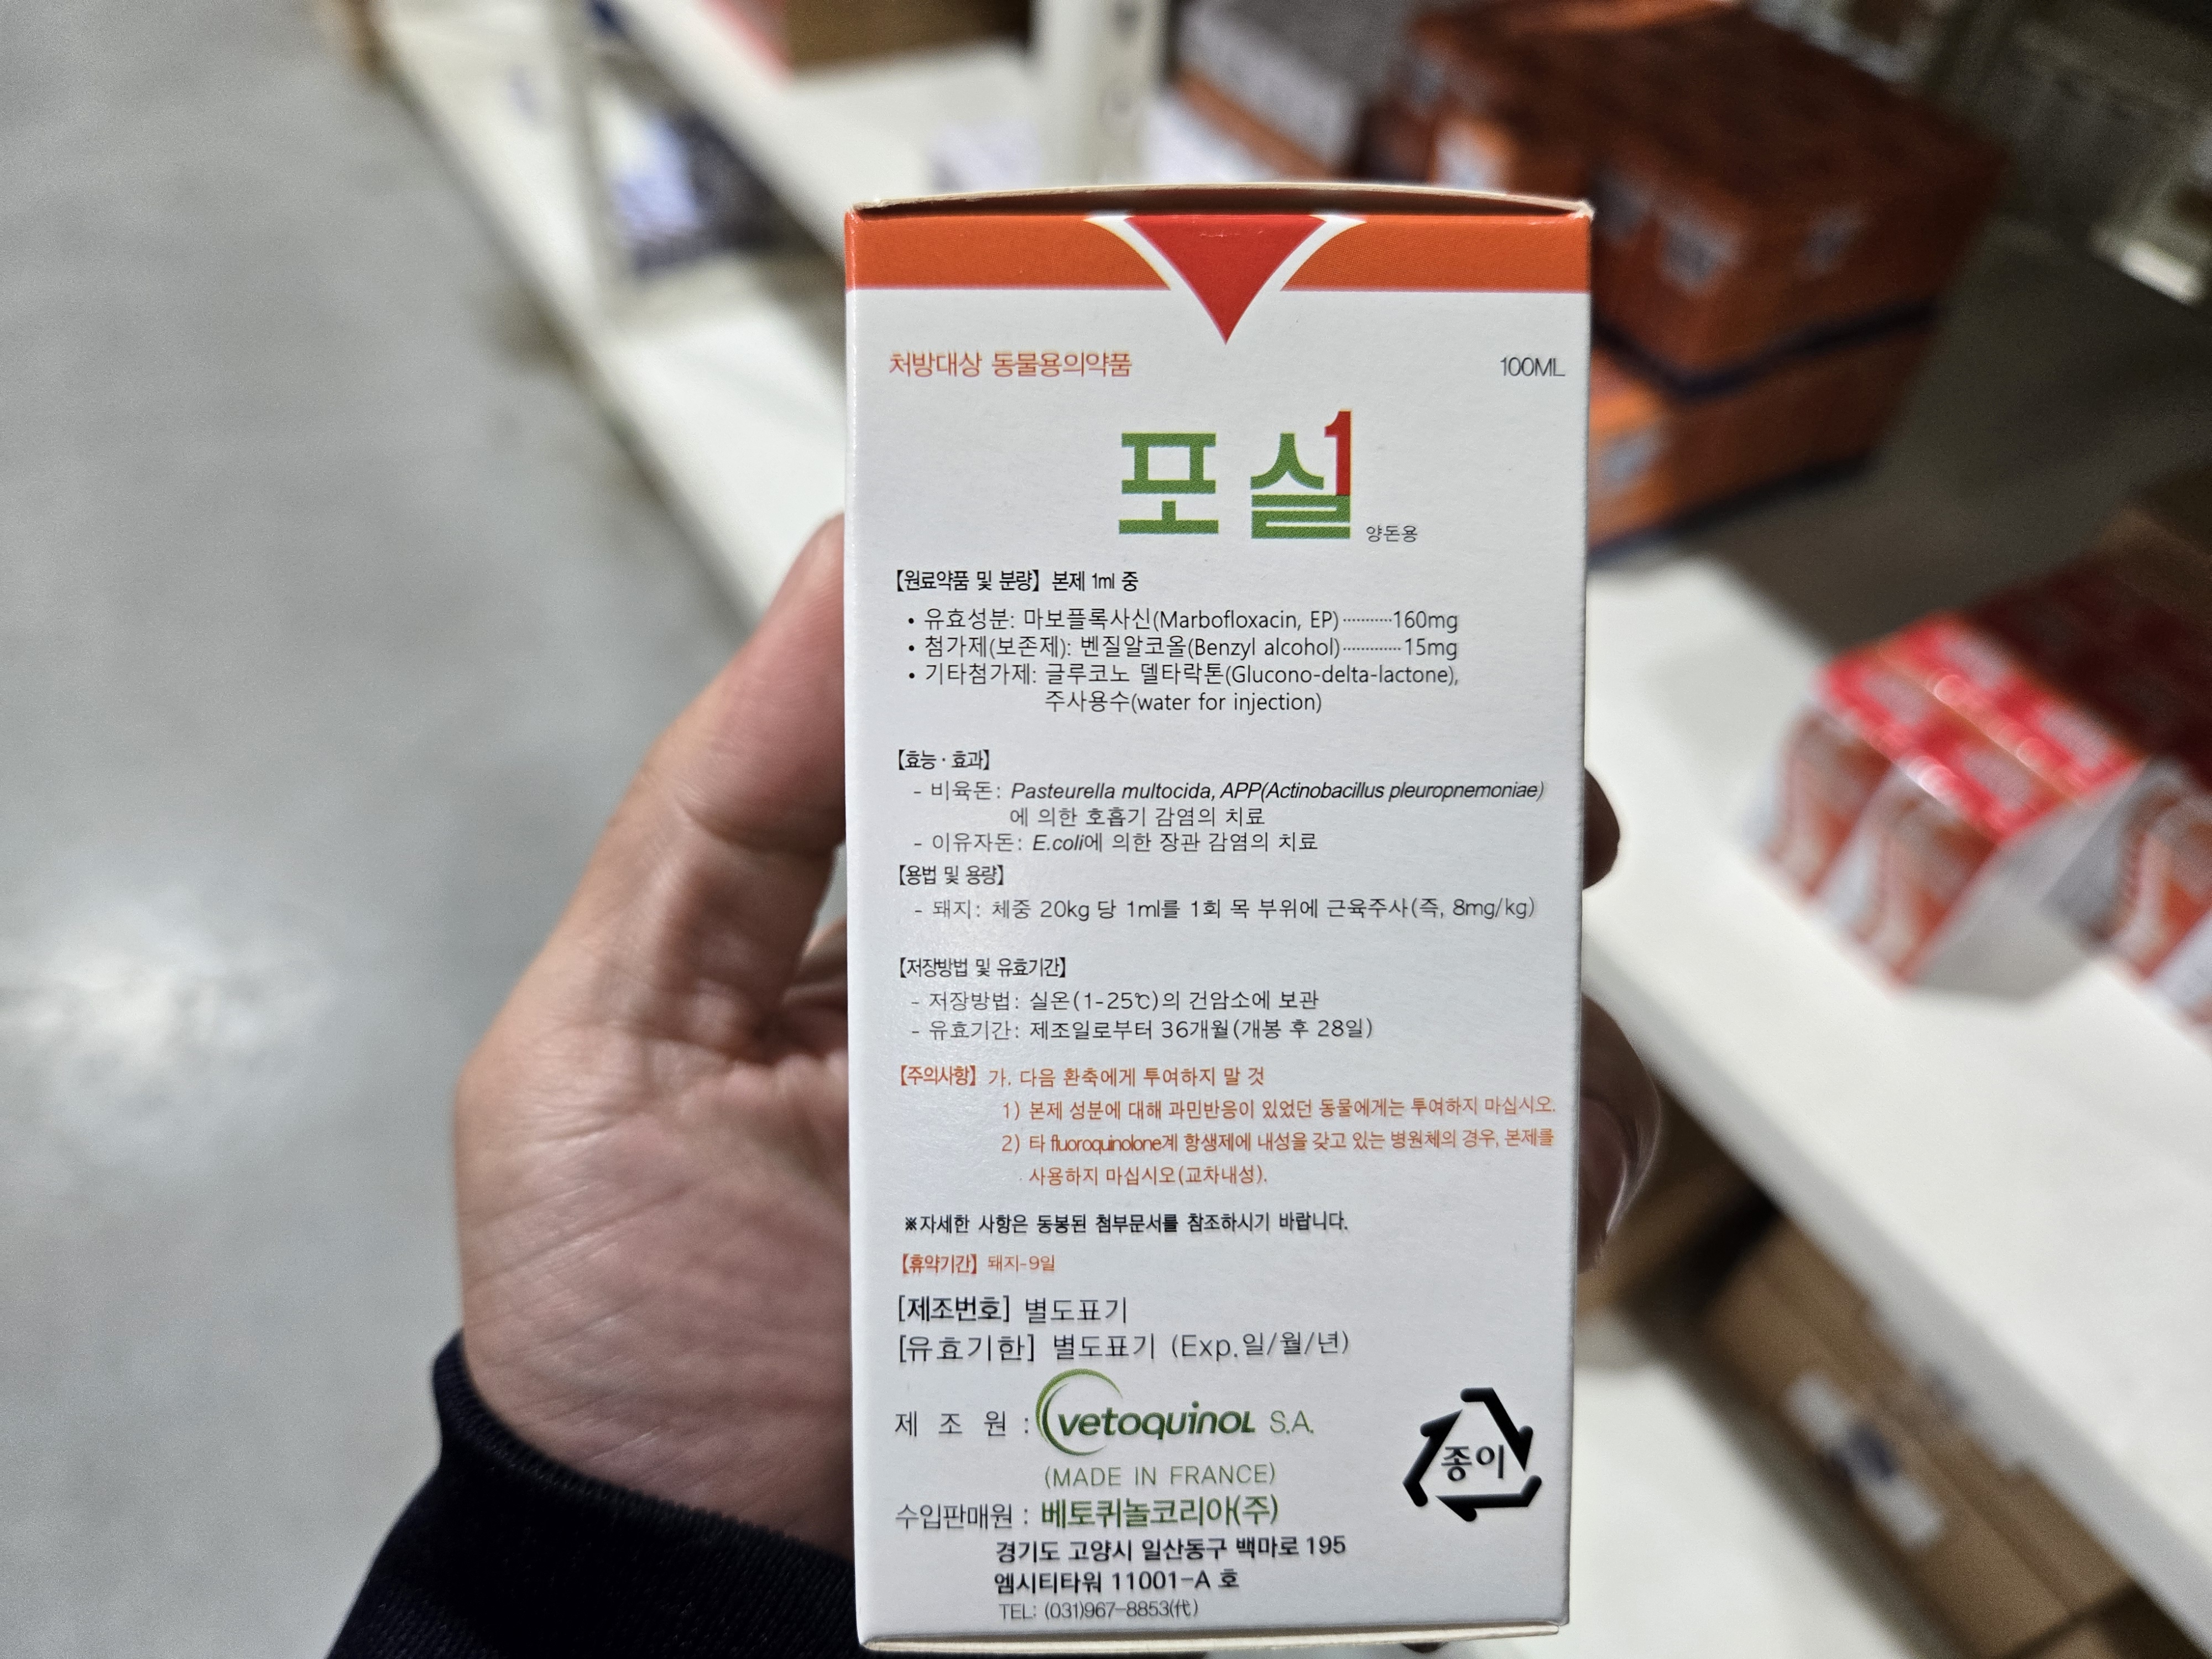 처방대상 동물용의약품
100ML
포실1
양돈용
【원료약품 및 분량】 본제 1ml 중
• 유효성분: 마보플록사신(Marbofloxacin, EP)···········160mg
• 첨가제(보존제): 벤질알코올(Benzyl alcohol)·············15mg
• 기타첨가제: 글루코노 델타락톤(Glucono-delta-lactone),
주사용수(water for injection)
【효능·효과】
- 비육돈: Pasteurella multocida, APP(Actinobacillus pleuropnemoniae)
에 의한 호흡기 감염의 치료
- 이유자돈: E.coli에 의한 장관 감염의 치료
【용법 및 용량】
- 돼지: 체중 20kg 당 1ml를 1회 목 부위에 근육주사(즉, 8mg/kg)
【저장방법 및 유효기간】
- 저장방법: 실온(1-25℃)의 건암소에 보관
- 유효기간: 제조일로부터 36개월(개봉 후 28일)
【주의사항】 가. 다음 환축에게 투여하지 말 것
1) 본제 성분에 대해 과민반응이 있었던 동물에게는 투여하지 마십시오.
2) 타 fluoroquinolone계 항생제에 내성을 갖고 있는 병원체의 경우, 본제를
사용하지 마십시오(교차내성).
※자세한 사항은 동봉된 첨부문서를 참조하시기 바랍니다.
【휴약기간】 돼지-9일
[제조번호] 별도표기
[유효기한] 별도표기 (Exp.일/월/년)
제 조 원 : vetoquinol S.A.
(MADE IN FRANCE)
종이
수입판매원 : 베토퀴놀코리아(주)
경기도 고양시 일산동구 백마로 195
엠시티타워 11001-A 호
TEL: (031)967-8853(代)